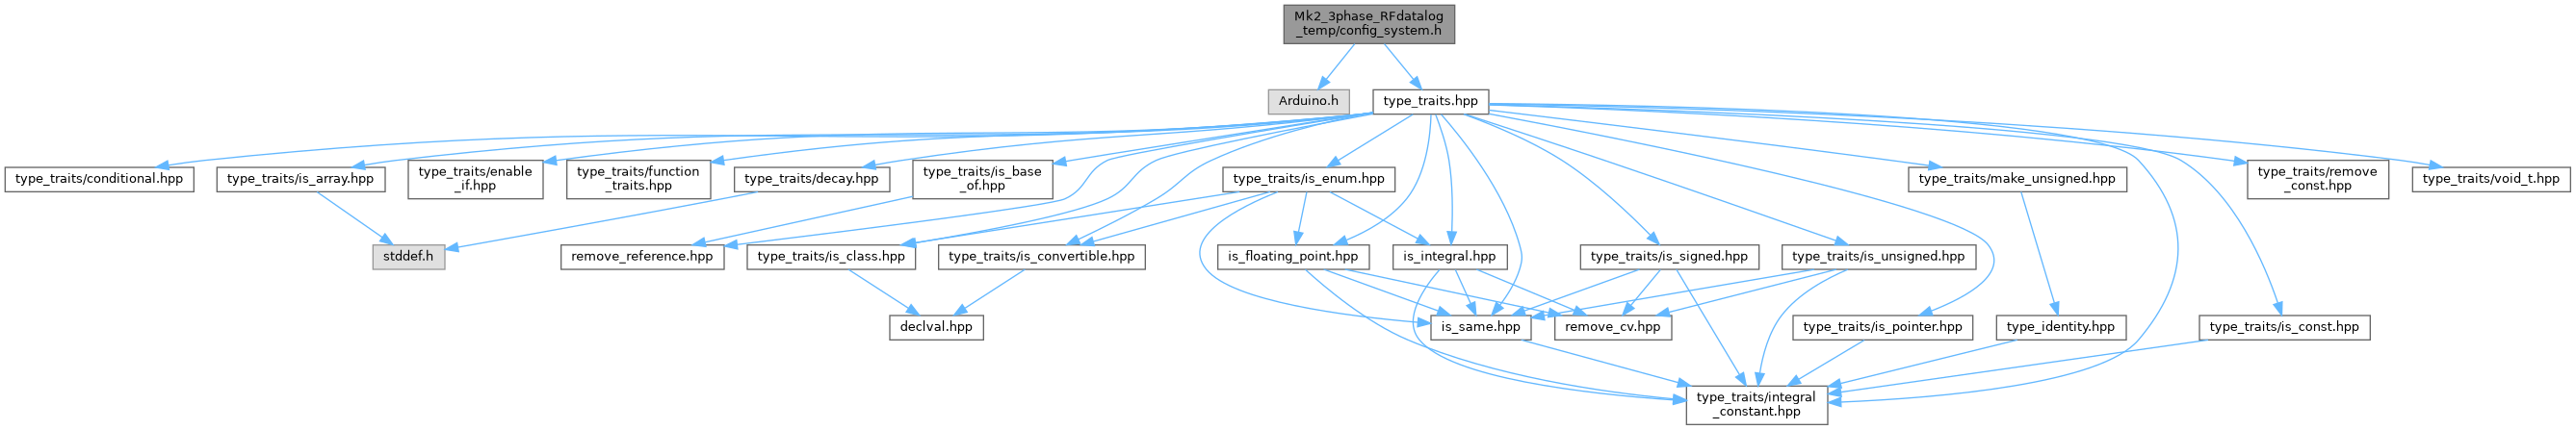 Mk2_3phase_RFdatalog
_temp/config_system.h
Arduino.h
type_traits.hpp
type_traits/conditional.hpp
type_traits/is_array.hpp
type_traits/enable
_if.hpp
type_traits/function
_traits.hpp
type_traits/decay.hpp
type_traits/is_base
_of.hpp
type_traits/is_enum.hpp
type_traits/make_unsigned.hpp
type_traits/remove
_const.hpp
type_traits/void_t.hpp
stddef.h
remove_reference.hpp
type_traits/is_class.hpp
type_traits/is_convertible.hpp
is_floating_point.hpp
is_integral.hpp
type_traits/is_signed.hpp
type_traits/is_unsigned.hpp
declval.hpp
is_same.hpp
remove_cv.hpp
type_traits/is_pointer.hpp
type_identity.hpp
type_traits/is_const.hpp
type_traits/integral
_constant.hpp